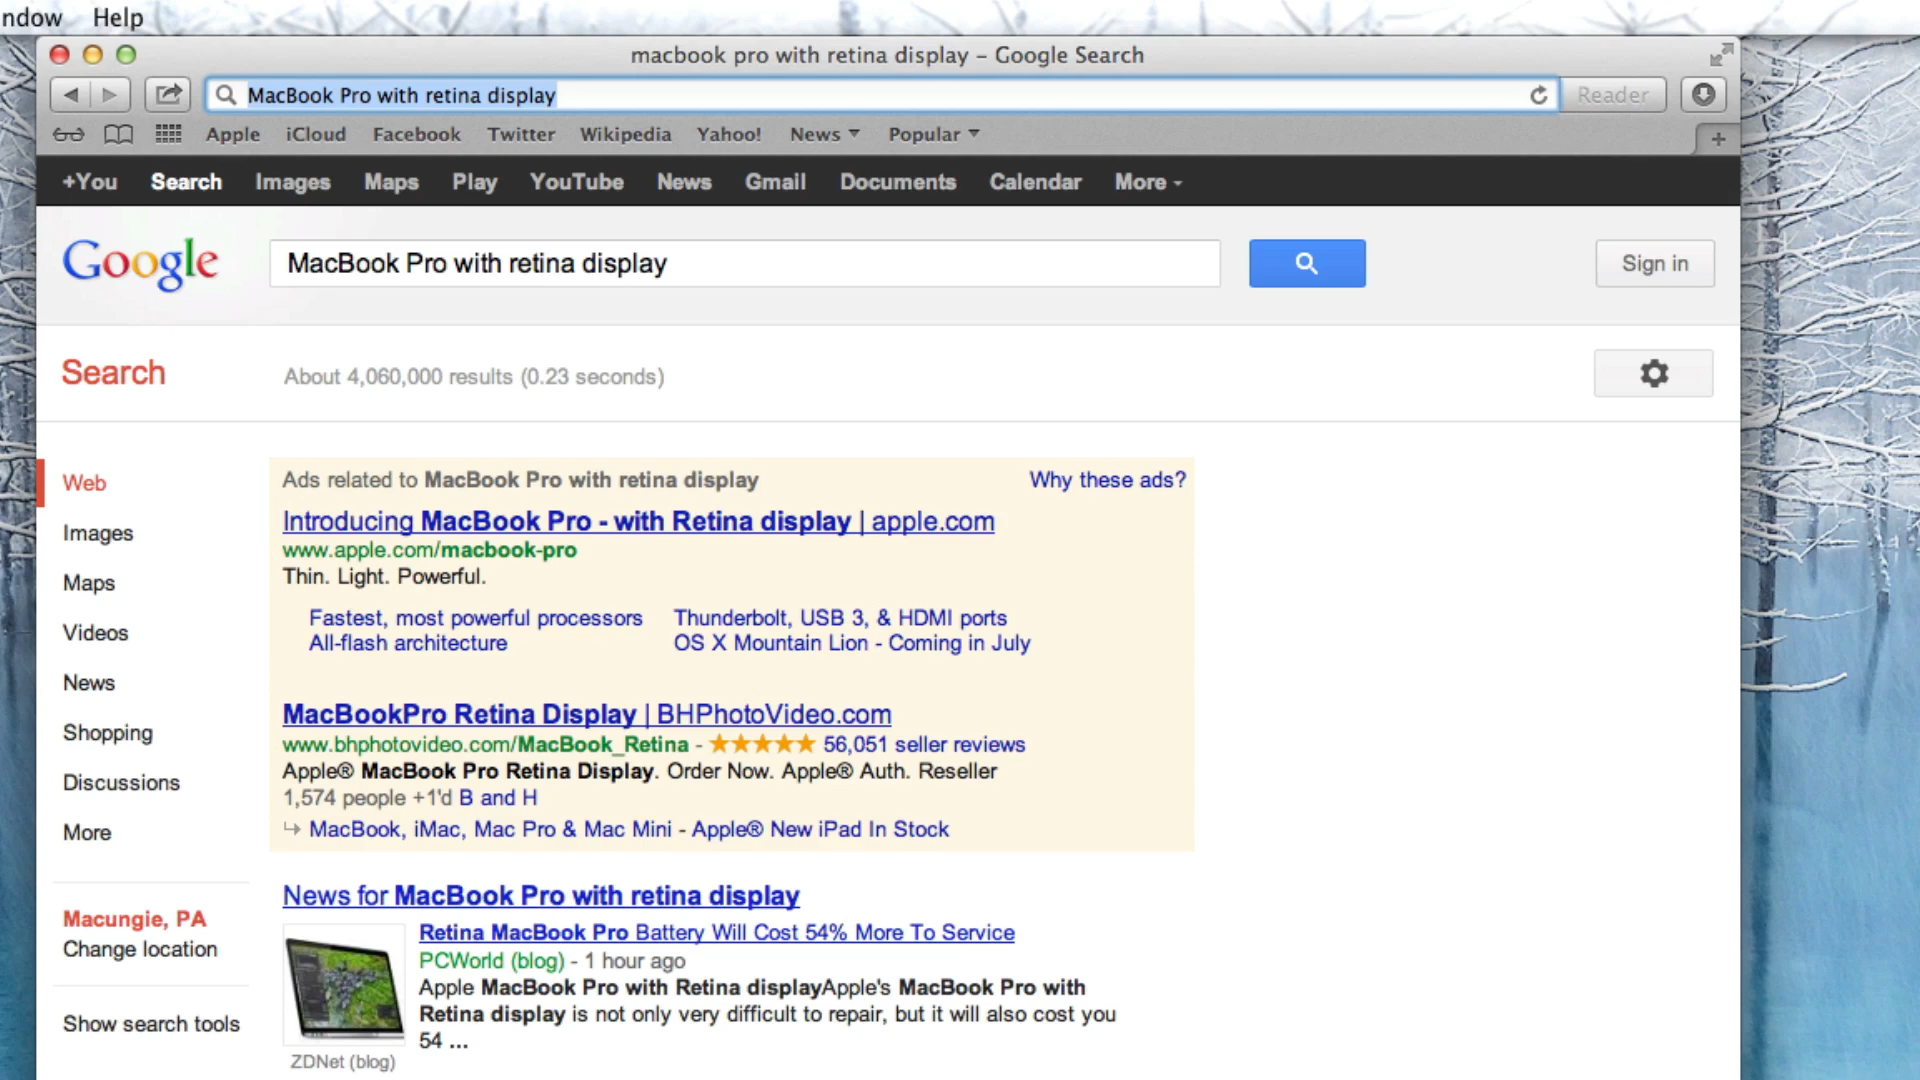 Help
macbook pro with retina display – Google Search
MacBook Pro with retina display
Reader
Apple iCloud Facebook Twitter Wikipedia Yahoo! News Popular
+You Search Images Maps Play YouTube News Gmail Documents Calendar More
Google
MacBook Pro with retina display
Sign in
Search
About 4,060,000 results (0.23 seconds)
Web
Images
Maps
Videos
News
Shopping
Discussions
More
Macungie, PA
Change location
Show search tools
Ads related to MacBook Pro with retina display
Why these ads?
Introducing MacBook Pro - with Retina display | apple.com
www.apple.com/macbook-pro
Thin. Light. Powerful.
Fastest, most powerful processors Thunderbolt, USB 3, & HDMI ports
All-flash architecture OS X Mountain Lion - Coming in July
MacBookPro Retina Display | BHPhotoVideo.com
www.bhphotovideo.com/MacBook_Retina - ★★★★★ 56,051 seller reviews
Apple® MacBook Pro Retina Display. Order Now. Apple® Auth. Reseller
1,574 people +1'd B and H
MacBook, iMac, Mac Pro & Mac Mini - Apple® New iPad In Stock
News for MacBook Pro with retina display
Retina MacBook Pro Battery Will Cost 54% More To Service
PCWorld (blog) - 1 hour ago
Apple MacBook Pro with Retina displayApple's MacBook Pro with
Retina display is not only very difficult to repair, but it will also cost you
54 ...
ZDNet (blog)